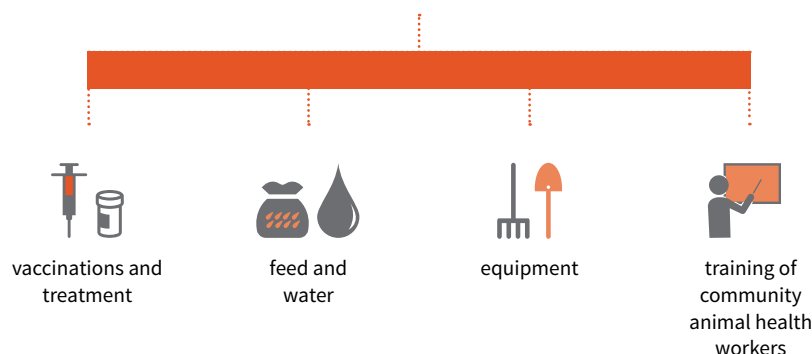 vaccinations and
treatment
feed and
water
equipment
training of
community
animal health
workers